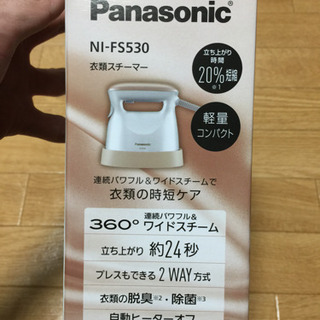 Panasonic
NI-FS530
衣類スチーマー
立ち上がり
時間
20%短縮
※1
軽量
コンパクト
Panasonic
連続パワフル&ワイドスチームで
衣類の時短ケア
360° 連続パワフル&
ワイドスチーム
立ち上がり 約24秒
プレスもできる 2 WAY 方式
衣類の脱臭※2・除菌※3
自動ヒーターオフ